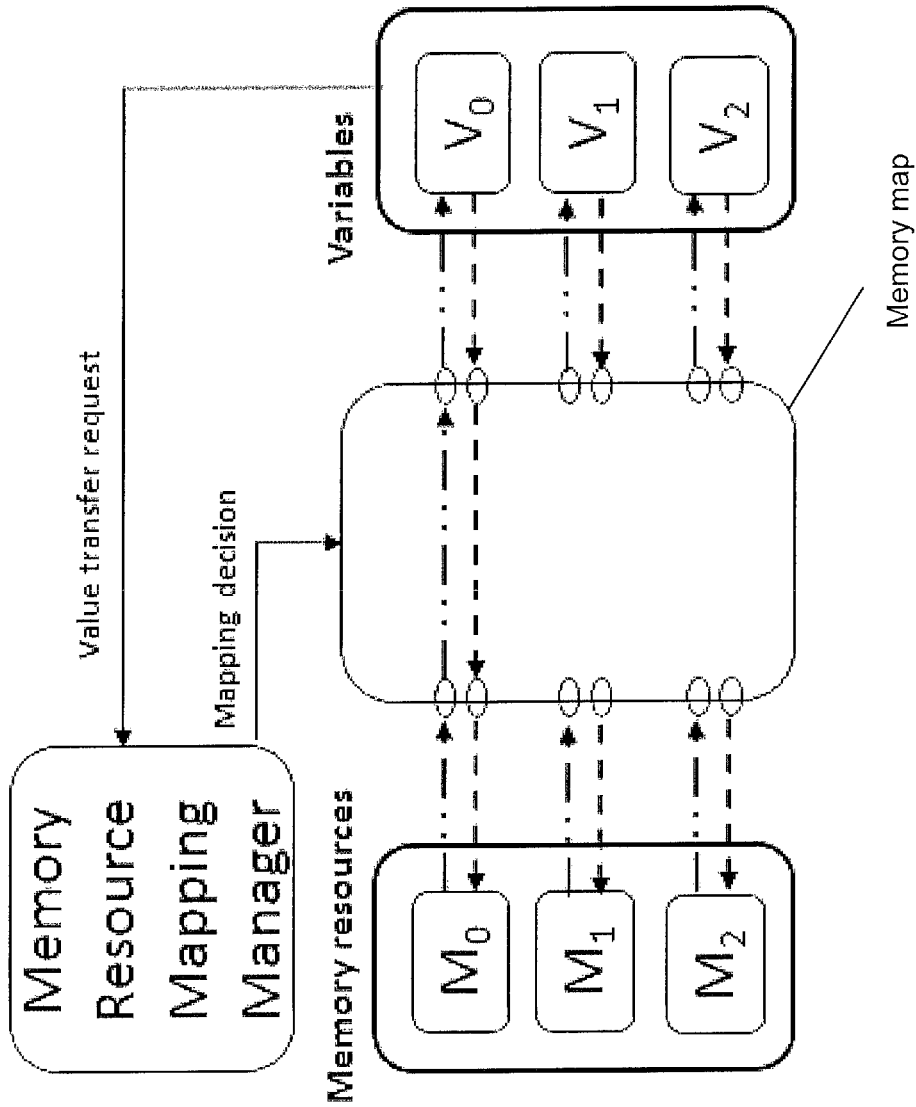 Memory
Resource
Mapping
Manager
Value transfer request
Mapping decision
Memory resources
M0
M1
M2
Variables
V0
V1
V2
Memory map